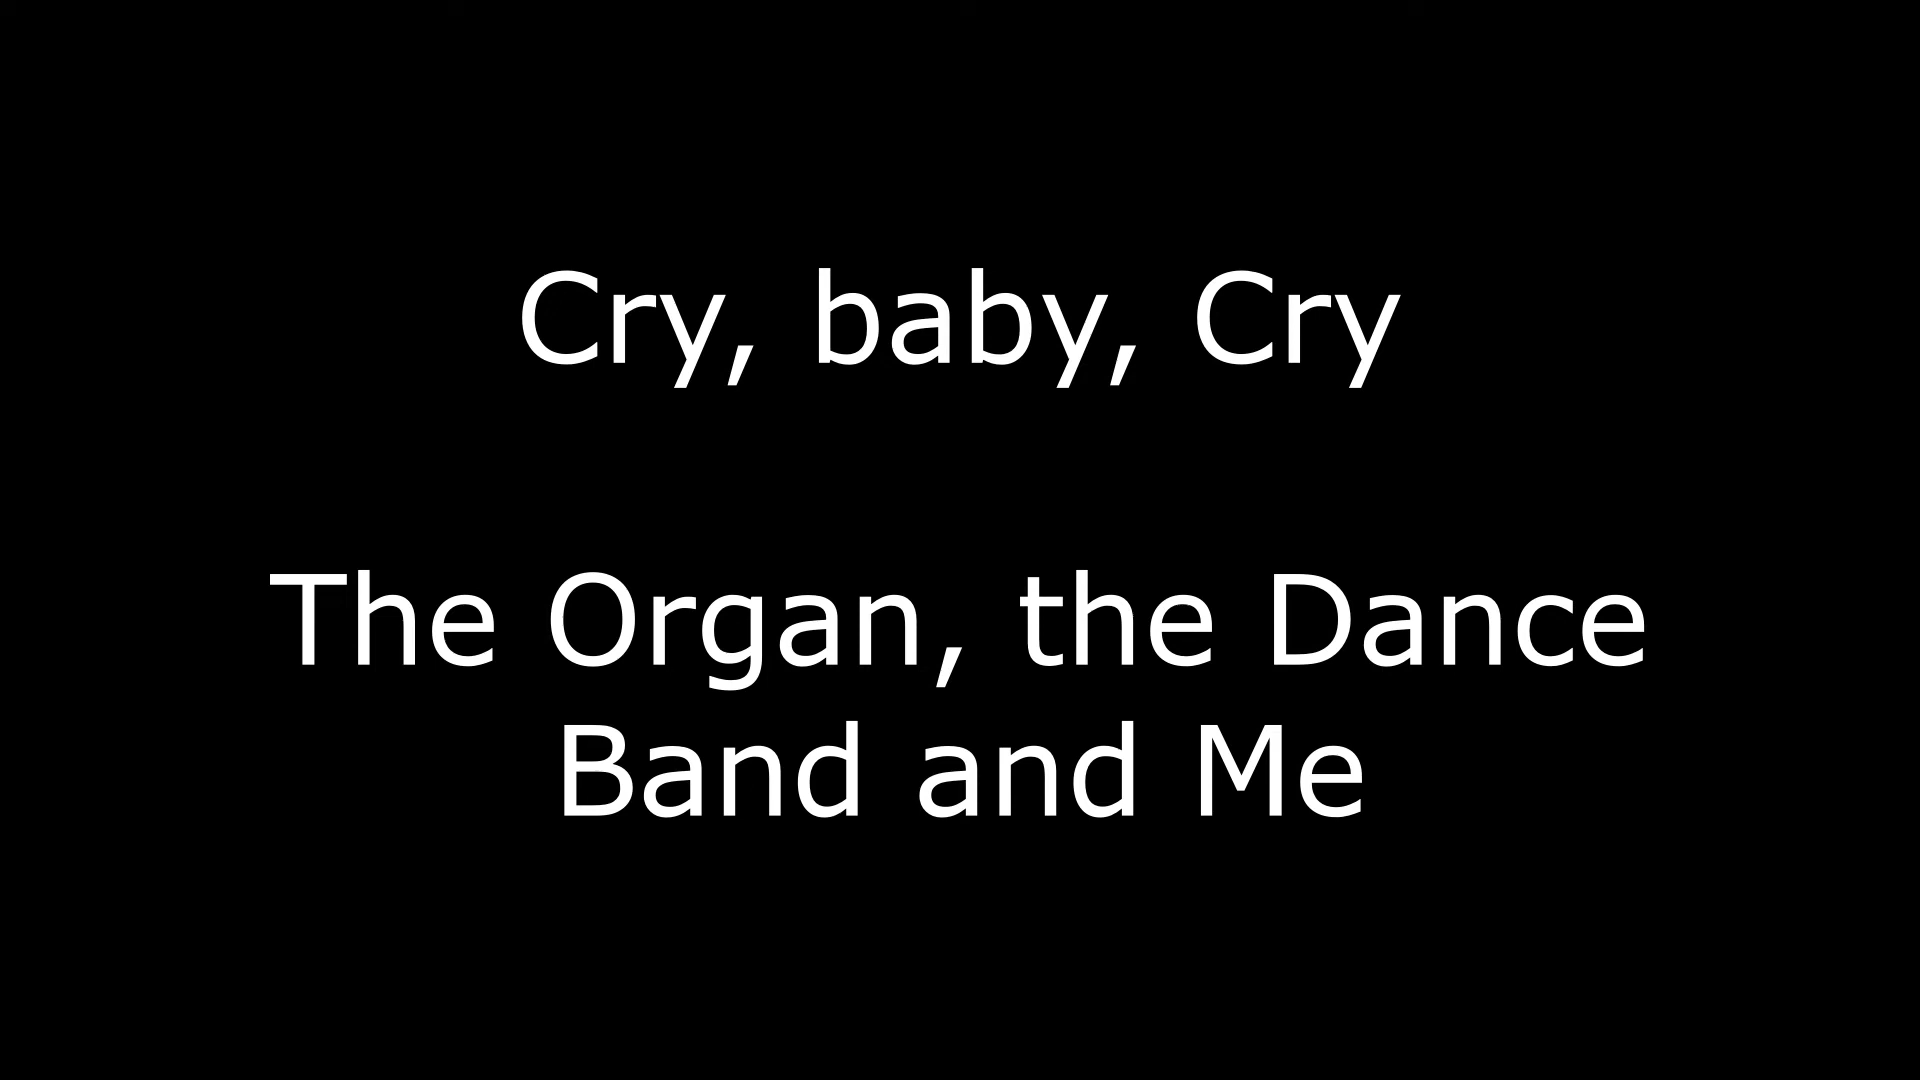 Cry, baby, Cry
The Organ, the Dance
Band and Me